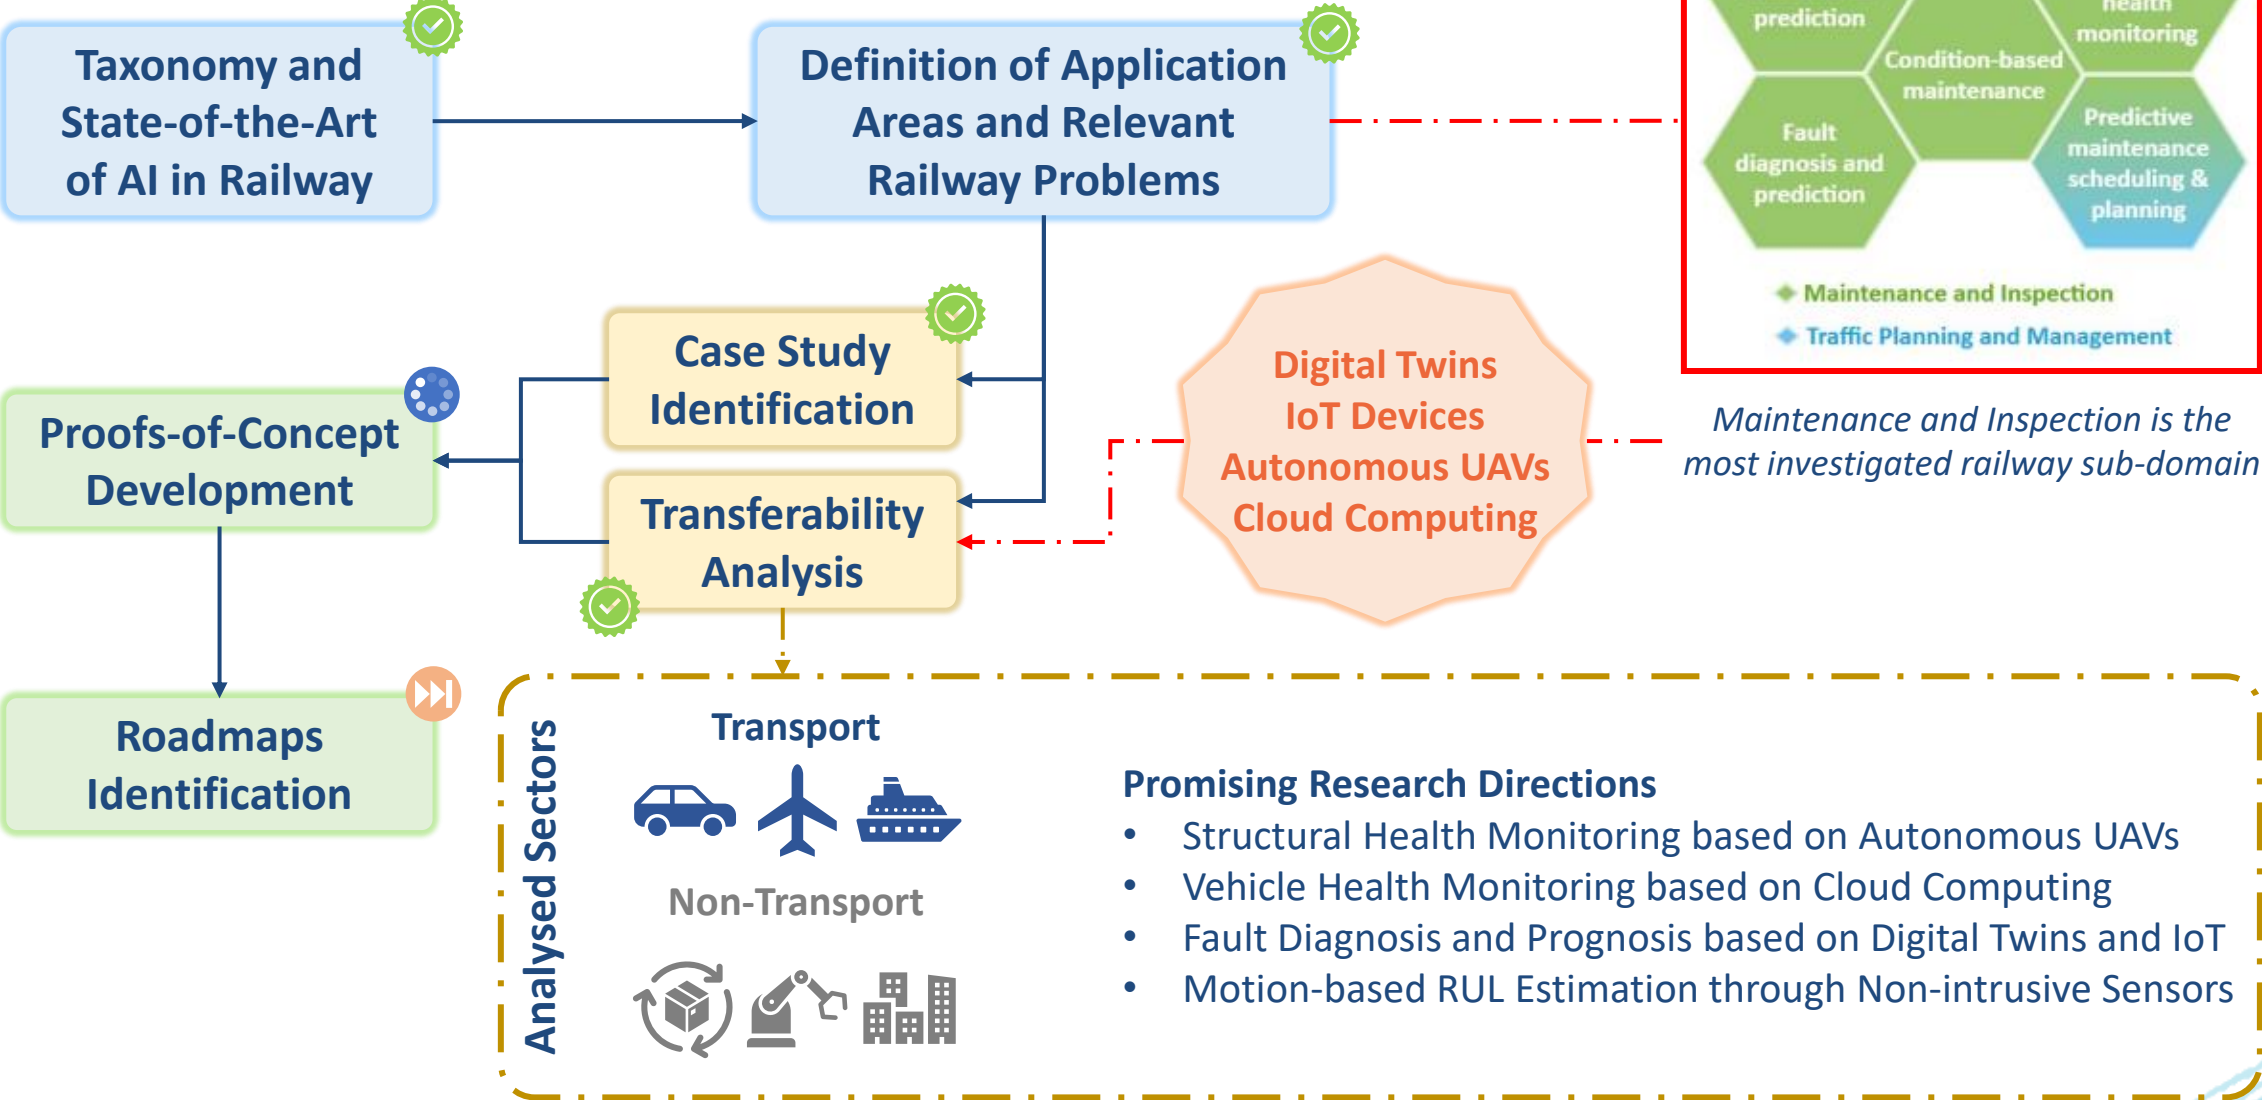 Taxonomy and
State-of-the-Art
of AI in Railway
Definition of Application
Areas and Relevant
Railway Problems
prediction
health
monitoring
Condition-based
maintenance
Fault
diagnosis and
prediction
Predictive
maintenance
scheduling &
planning
Maintenance and Inspection
Traffic Planning and Management
Maintenance and Inspection is the
most investigated railway sub-domain
Case Study
Identification
Transferability
Analysis
Digital Twins
IoT Devices
Autonomous UAVs
Cloud Computing
Proofs-of-Concept
Development
Roadmaps
Identification
Analysed Sectors
Transport
Non-Transport
Promising Research Directions
• Structural Health Monitoring based on Autonomous UAVs
• Vehicle Health Monitoring based on Cloud Computing
• Fault Diagnosis and Prognosis based on Digital Twins and IoT
• Motion-based RUL Estimation through Non-intrusive Sensors